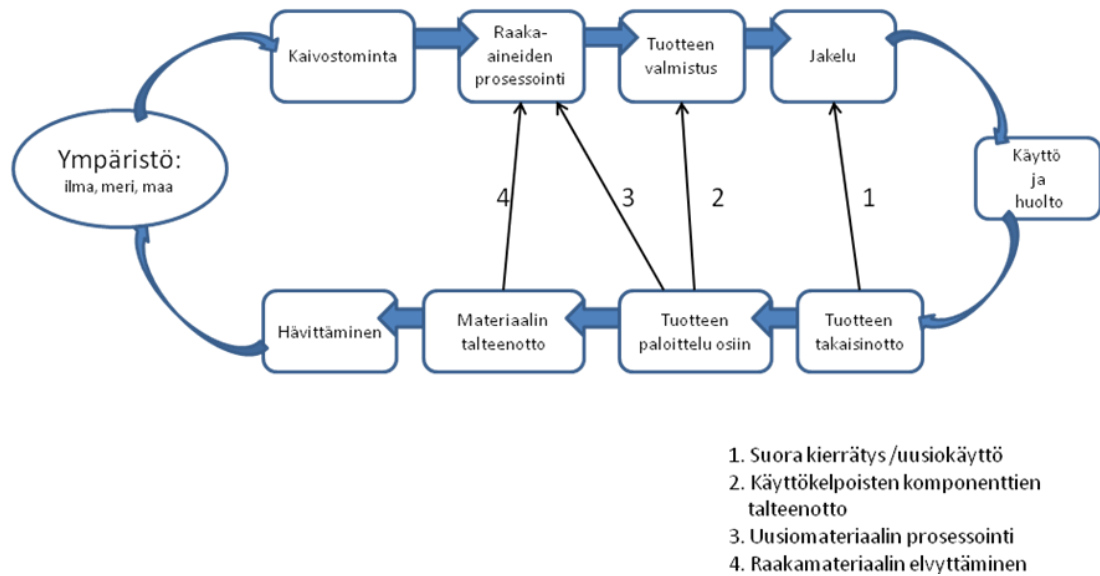 Kaivostominta
Raaka-
aineiden
prosessointi
Tuotteen
valmistus
Jakelu
Ympäristö:
ilma, meri, maa
Käyttö
ja
huolto
4
3
2
1
Hävittäminen
Materiaalin
talteenotto
Tuotteen
paloittelu osiin
Tuotteen
takaisinotto
1. Suora kierrätys /uusiokäyttö
2. Käyttökelpoisten komponenttien
talteenotto
3. Uusiomateriaalin prosessointi
4. Raakamateriaalin elvyttäminen